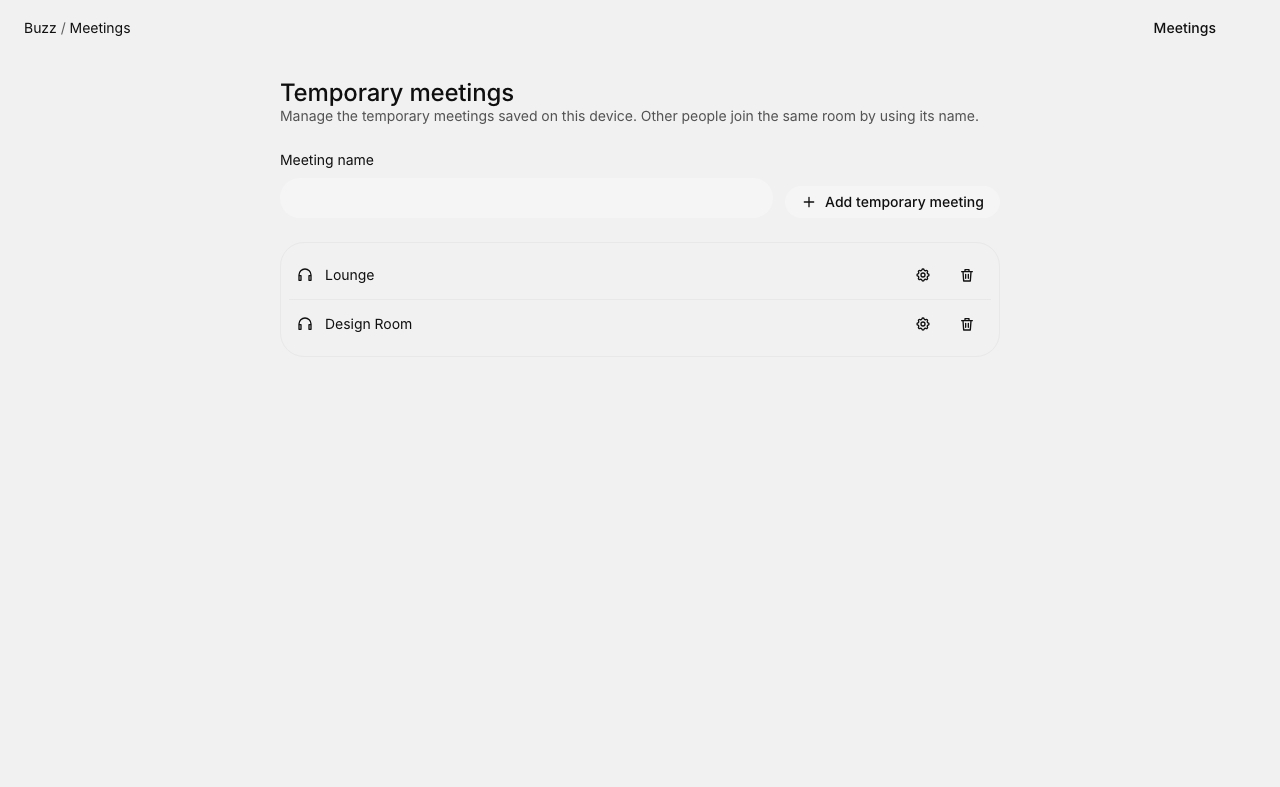 Buzz / Meetings
Meetings
Temporary meetings
Manage the temporary meetings saved on this device. Other people join the same room by using its name.
Meeting name
Add temporary meeting
Lounge
Design Room